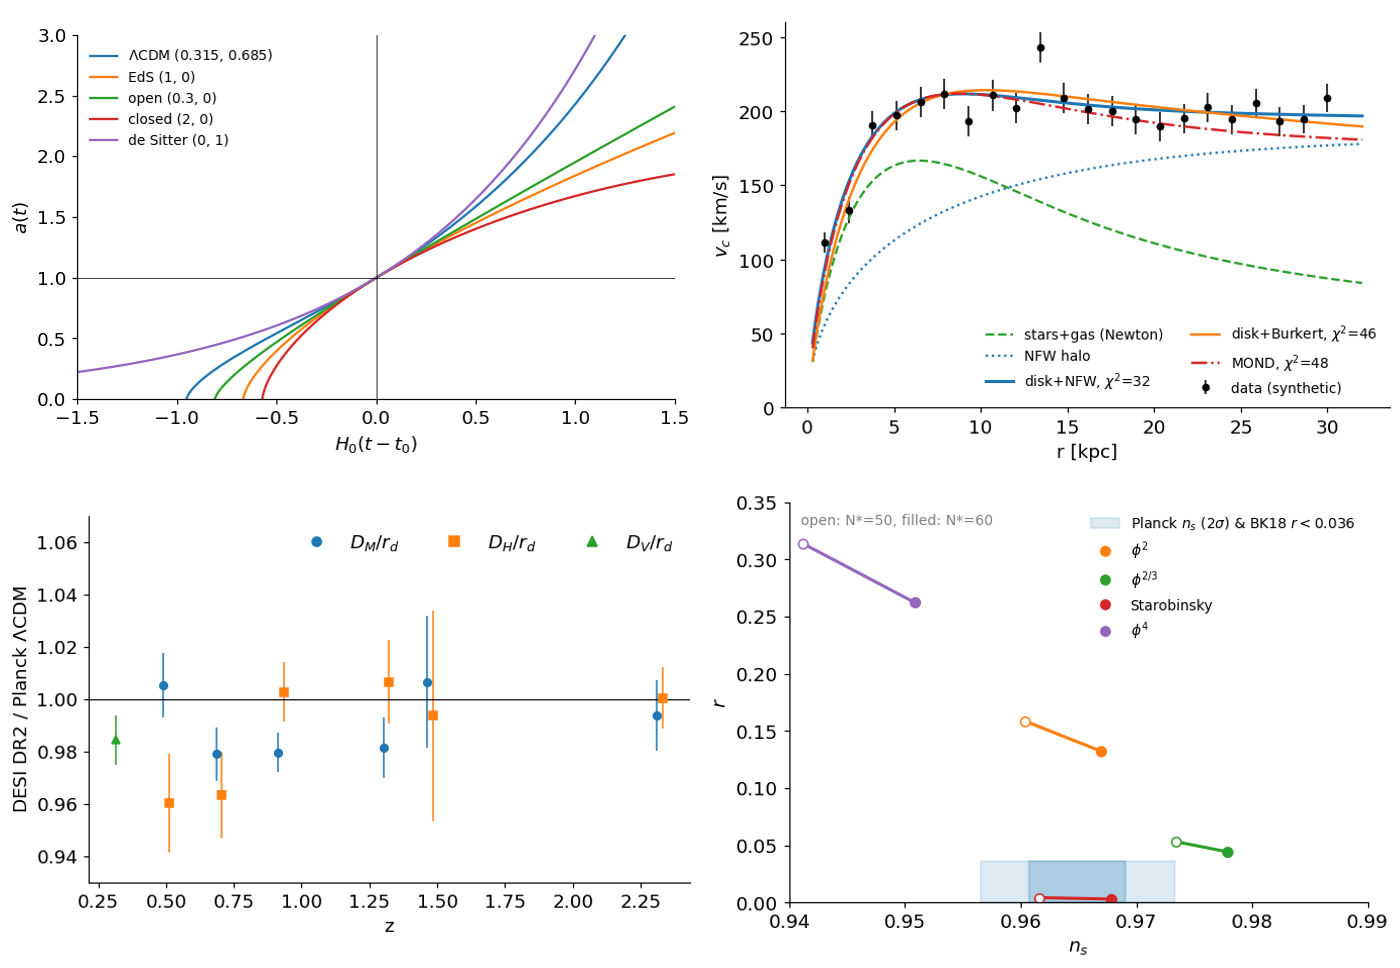 3.0
2.5
2.0
1.5
1.0
0.5
0.0
a(t)
ΛCDM (0.315, 0.685)
EdS (1, 0)
open (0.3, 0)
closed (2, 0)
de Sitter (0, 1)
−1.5 −1.0 −0.5 0.0 0.5 1.0 1.5
H₀(t − t₀)
250
200
150
100
50
0
v_c [km/s]
stars+gas (Newton)
NFW halo
disk+NFW, χ²=32
disk+Burkert, χ²=46
MOND, χ²=48
data (synthetic)
0 5 10 15 20 25 30
r [kpc]
1.06
1.04
1.02
1.00
0.98
0.96
0.94
DESI DR2 / Planck ΛCDM
D_M/r_d D_H/r_d D_V/r_d
0.25 0.50 0.75 1.00 1.25 1.50 1.75 2.00 2.25
z
0.35
0.30
0.25
0.20
0.15
0.10
0.05
0.00
r
open: N*=50, filled: N*=60
Planck n_s (2σ) & BK18 r < 0.036
ϕ²
ϕ^{2/3}
Starobinsky
ϕ⁴
0.94 0.95 0.96 0.97 0.98 0.99
n_s